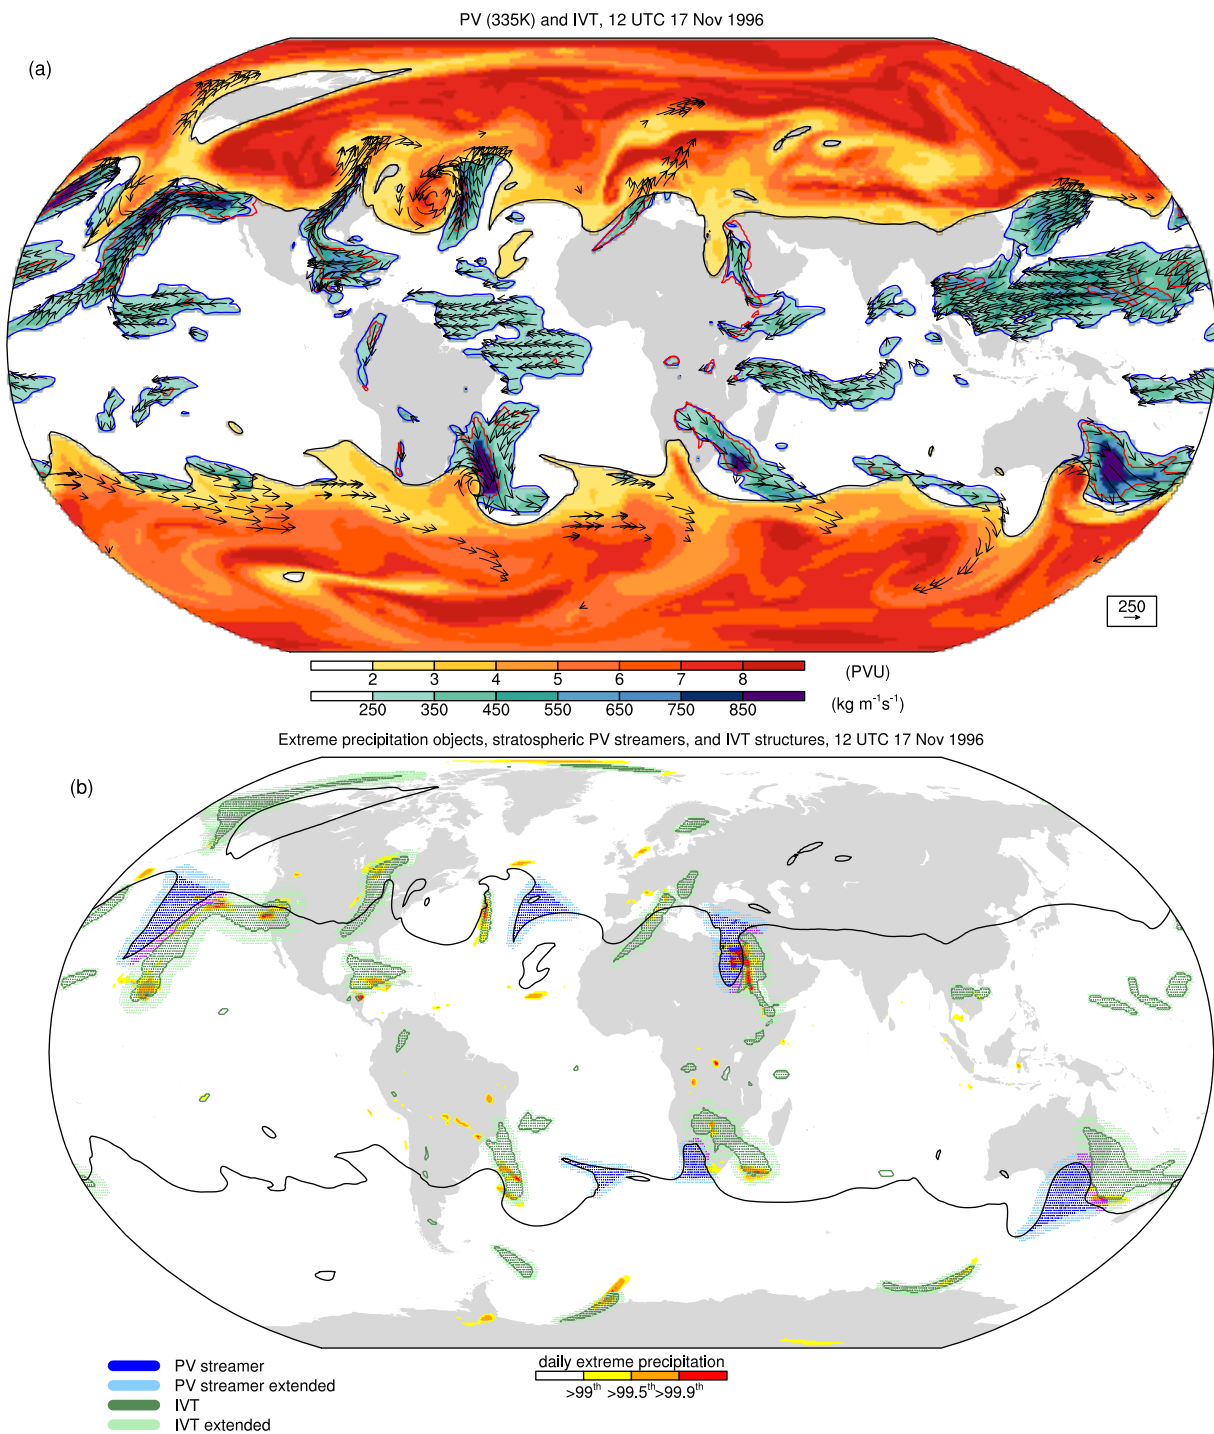 PV (335K) and IVT, 12 UTC 17 Nov 1996
(a)
250
2 3 4 5 6 7 8 (PVU)
250 350 450 550 650 750 850 (kg m⁻¹s⁻¹)
Extreme precipitation objects, stratospheric PV streamers, and IVT structures, 12 UTC 17 Nov 1996
(b)
PV streamer
PV streamer extended
IVT
IVT extended
daily extreme precipitation
>99th >99.5th >99.9th